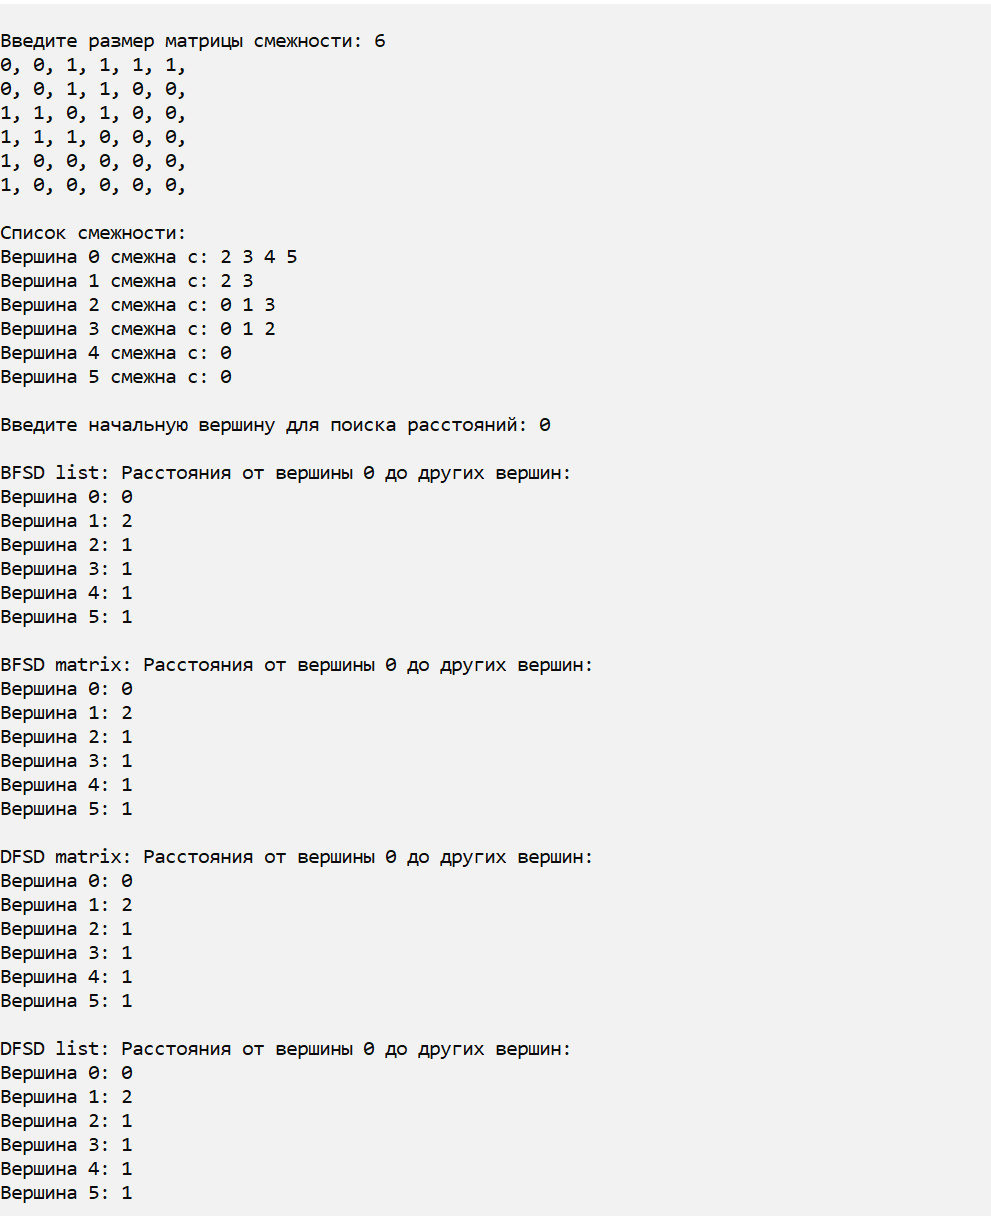 Введите размер матрицы смежности: 6
0, 0, 1, 1, 1, 1,
0, 0, 1, 1, 0, 0,
1, 1, 0, 1, 0, 0,
1, 1, 1, 0, 0, 0,
1, 0, 0, 0, 0, 0,
1, 0, 0, 0, 0, 0,
Список смежности:
Вершина 0 смежна с: 2 3 4 5
Вершина 1 смежна с: 2 3
Вершина 2 смежна с: 0 1 3
Вершина 3 смежна с: 0 1 2
Вершина 4 смежна с: 0
Вершина 5 смежна с: 0
Введите начальную вершину для поиска расстояний: 0
BFSD list: Расстояния от вершины 0 до других вершин:
Вершина 0: 0
Вершина 1: 2
Вершина 2: 1
Вершина 3: 1
Вершина 4: 1
Вершина 5: 1
BFSD matrix: Расстояния от вершины 0 до других вершин:
Вершина 0: 0
Вершина 1: 2
Вершина 2: 1
Вершина 3: 1
Вершина 4: 1
Вершина 5: 1
DFSD matrix: Расстояния от вершины 0 до других вершин:
Вершина 0: 0
Вершина 1: 2
Вершина 2: 1
Вершина 3: 1
Вершина 4: 1
Вершина 5: 1
DFSD list: Расстояния от вершины 0 до других вершин:
Вершина 0: 0
Вершина 1: 2
Вершина 2: 1
Вершина 3: 1
Вершина 4: 1
Вершина 5: 1